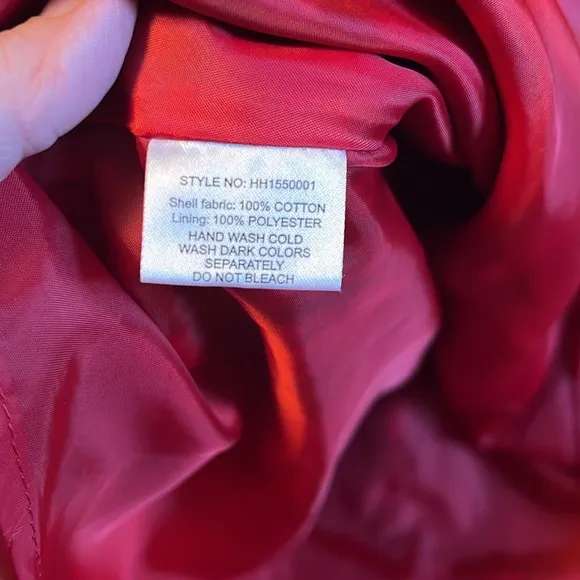 STYLE NO: HH1550001
Shell fabric: 100% COTTON
Lining: 100% POLYESTER
HAND WASH COLD
WASH DARK COLORS
SEPARATELY
DO NOT BLEACH